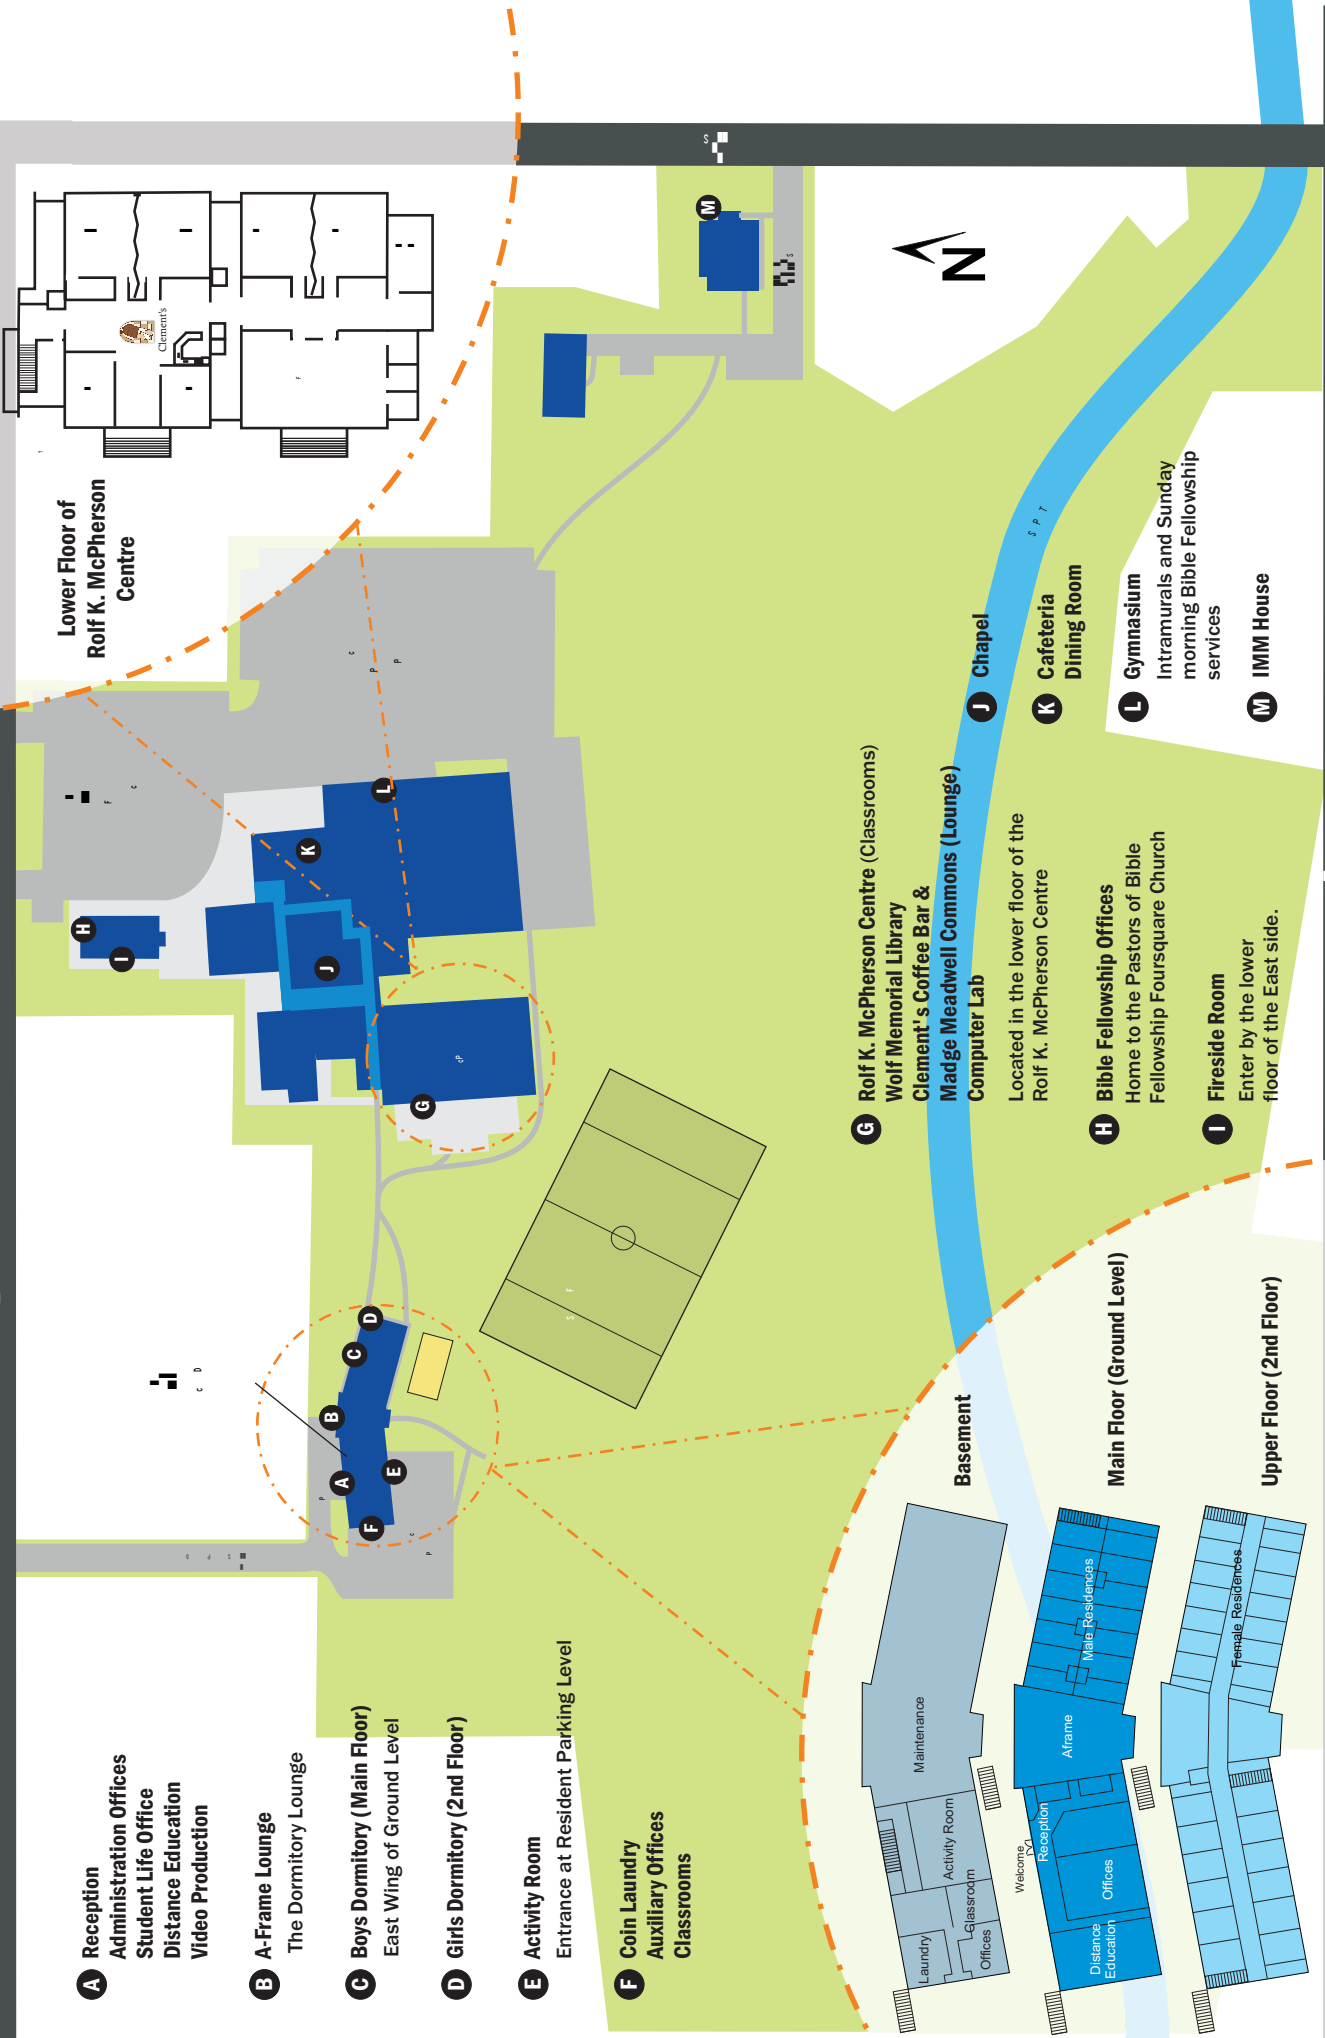 A Reception
Administration Offices
Student Life Office
Distance Education
Video Production
B A-Frame Lounge
The Dormitory Lounge
C Boys Dormitory (Main Floor)
East Wing of Ground Level
D Girls Dormitory (2nd Floor)
E Activity Room
Entrance at Resident Parking Level
F Coin Laundry
Auxiliary Offices
Classrooms
G Rolf K. McPherson Centre (Classrooms)
Wolf Memorial Library
Clement's Coffee Bar &
Madge Meadwell Commons (Lounge)
Computer Lab
Located in the lower floor of the
Rolf K. McPherson Centre
H Bible Fellowship Offices
Home to the Pastors of Bible
Fellowship Foursquare Church
I Fireside Room
Enter by the lower
floor of the East side.
J Chapel
K Cafeteria
Dining Room
L Gymnasium
Intramurals and Sunday
morning Bible Fellowship
services
M IMM House
Lower Floor of
Rolf K. McPherson
Centre
Clement's
N
A
B
C
D
E
F
G
H
I
J
K
L
M
Basement
Laundry
Offices
Classroom
Activity Room
Maintenance
Main Floor (Ground Level)
Welcome
Reception
Distance
Education
Offices
Aframe
Male Residences
Upper Floor (2nd Floor)
Female Residences